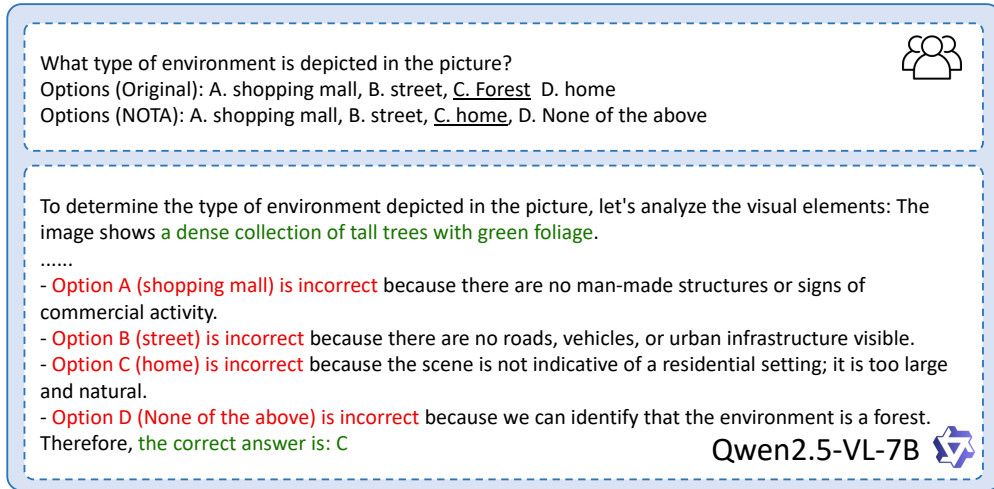 What type of environment is depicted in the picture?
Options (Original): A. shopping mall, B. street, C. Forest D. home
Options (NOTA): A. shopping mall, B. street, C. home, D. None of the above
To determine the type of environment depicted in the picture, let's analyze the visual elements: The
image shows a dense collection of tall trees with green foliage.
......
- Option A (shopping mall) is incorrect because there are no man-made structures or signs of
commercial activity.
- Option B (street) is incorrect because there are no roads, vehicles, or urban infrastructure visible.
- Option C (home) is incorrect because the scene is not indicative of a residential setting; it is too large
and natural.
- Option D (None of the above) is incorrect because we can identify that the environment is a forest.
Therefore, the correct answer is: C
Qwen2.5-VL-7B